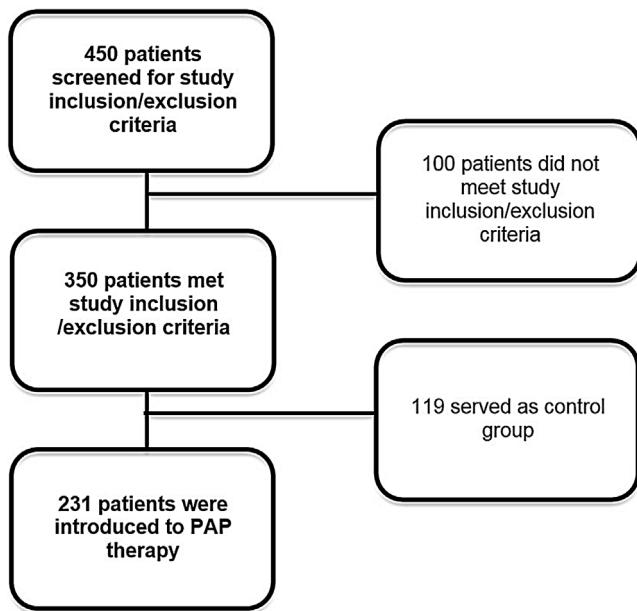 450 patients
screened for study
inclusion/exclusion
criteria
100 patients did not
meet study
inclusion/exclusion
criteria
350 patients met
study inclusion
/exclusion criteria
119 served as control
group
231 patients were
introduced to PAP
therapy